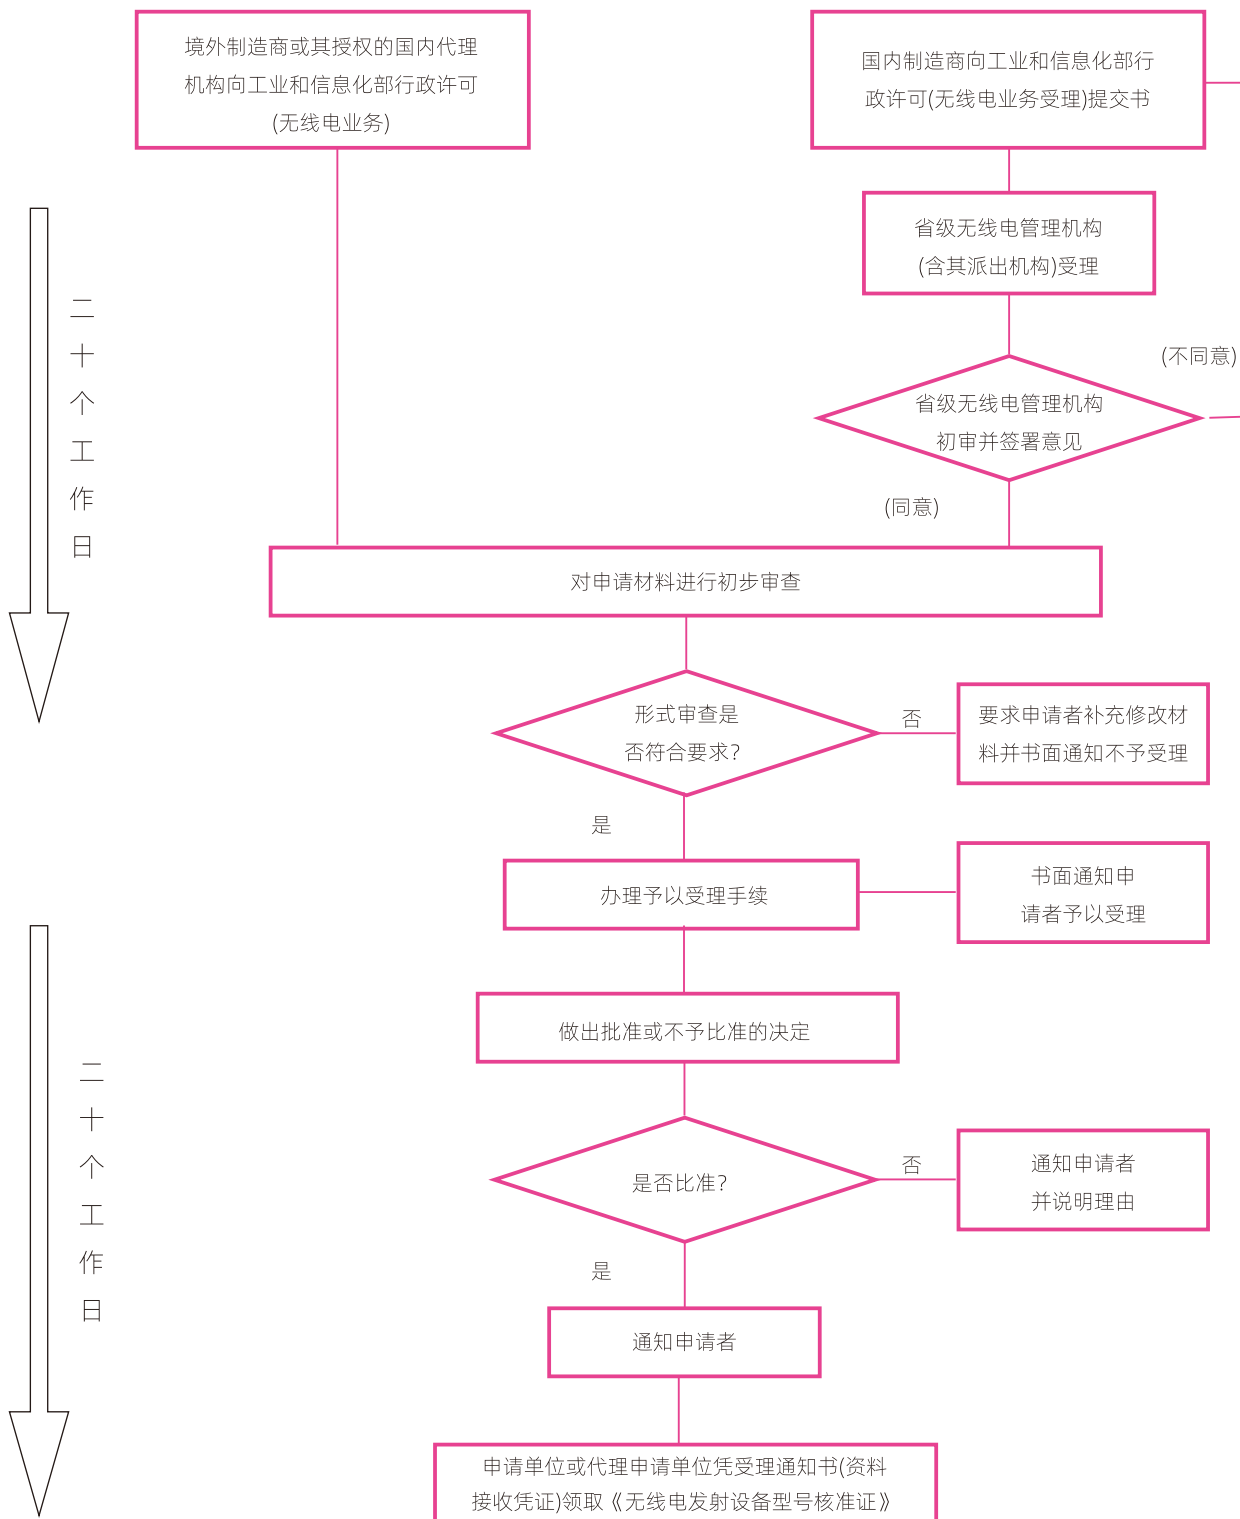 境外制造商或其授权的国内代理
机构向工业和信息化部行政许可
(无线电业务)
国内制造商向工业和信息化部行
政许可(无线电业务受理)提交书
省级无线电管理机构
(含其派出机构)受理
二十个工作日
(不同意)
省级无线电管理机构
初审并签署意见
(同意)
对申请材料进行初步审查
形式审查是
否符合要求?
否
要求申请者补充修改材
料并书面通知不予受理
是
办理予以受理手续
书面通知申
请者予以受理
做出批准或不予比准的决定
二十个工作日
是否比准?
否
通知申请者
并说明理由
是
通知申请者
申请单位或代理申请单位凭受理通知书(资料
接收凭证)领取《无线电发射设备型号核准证》